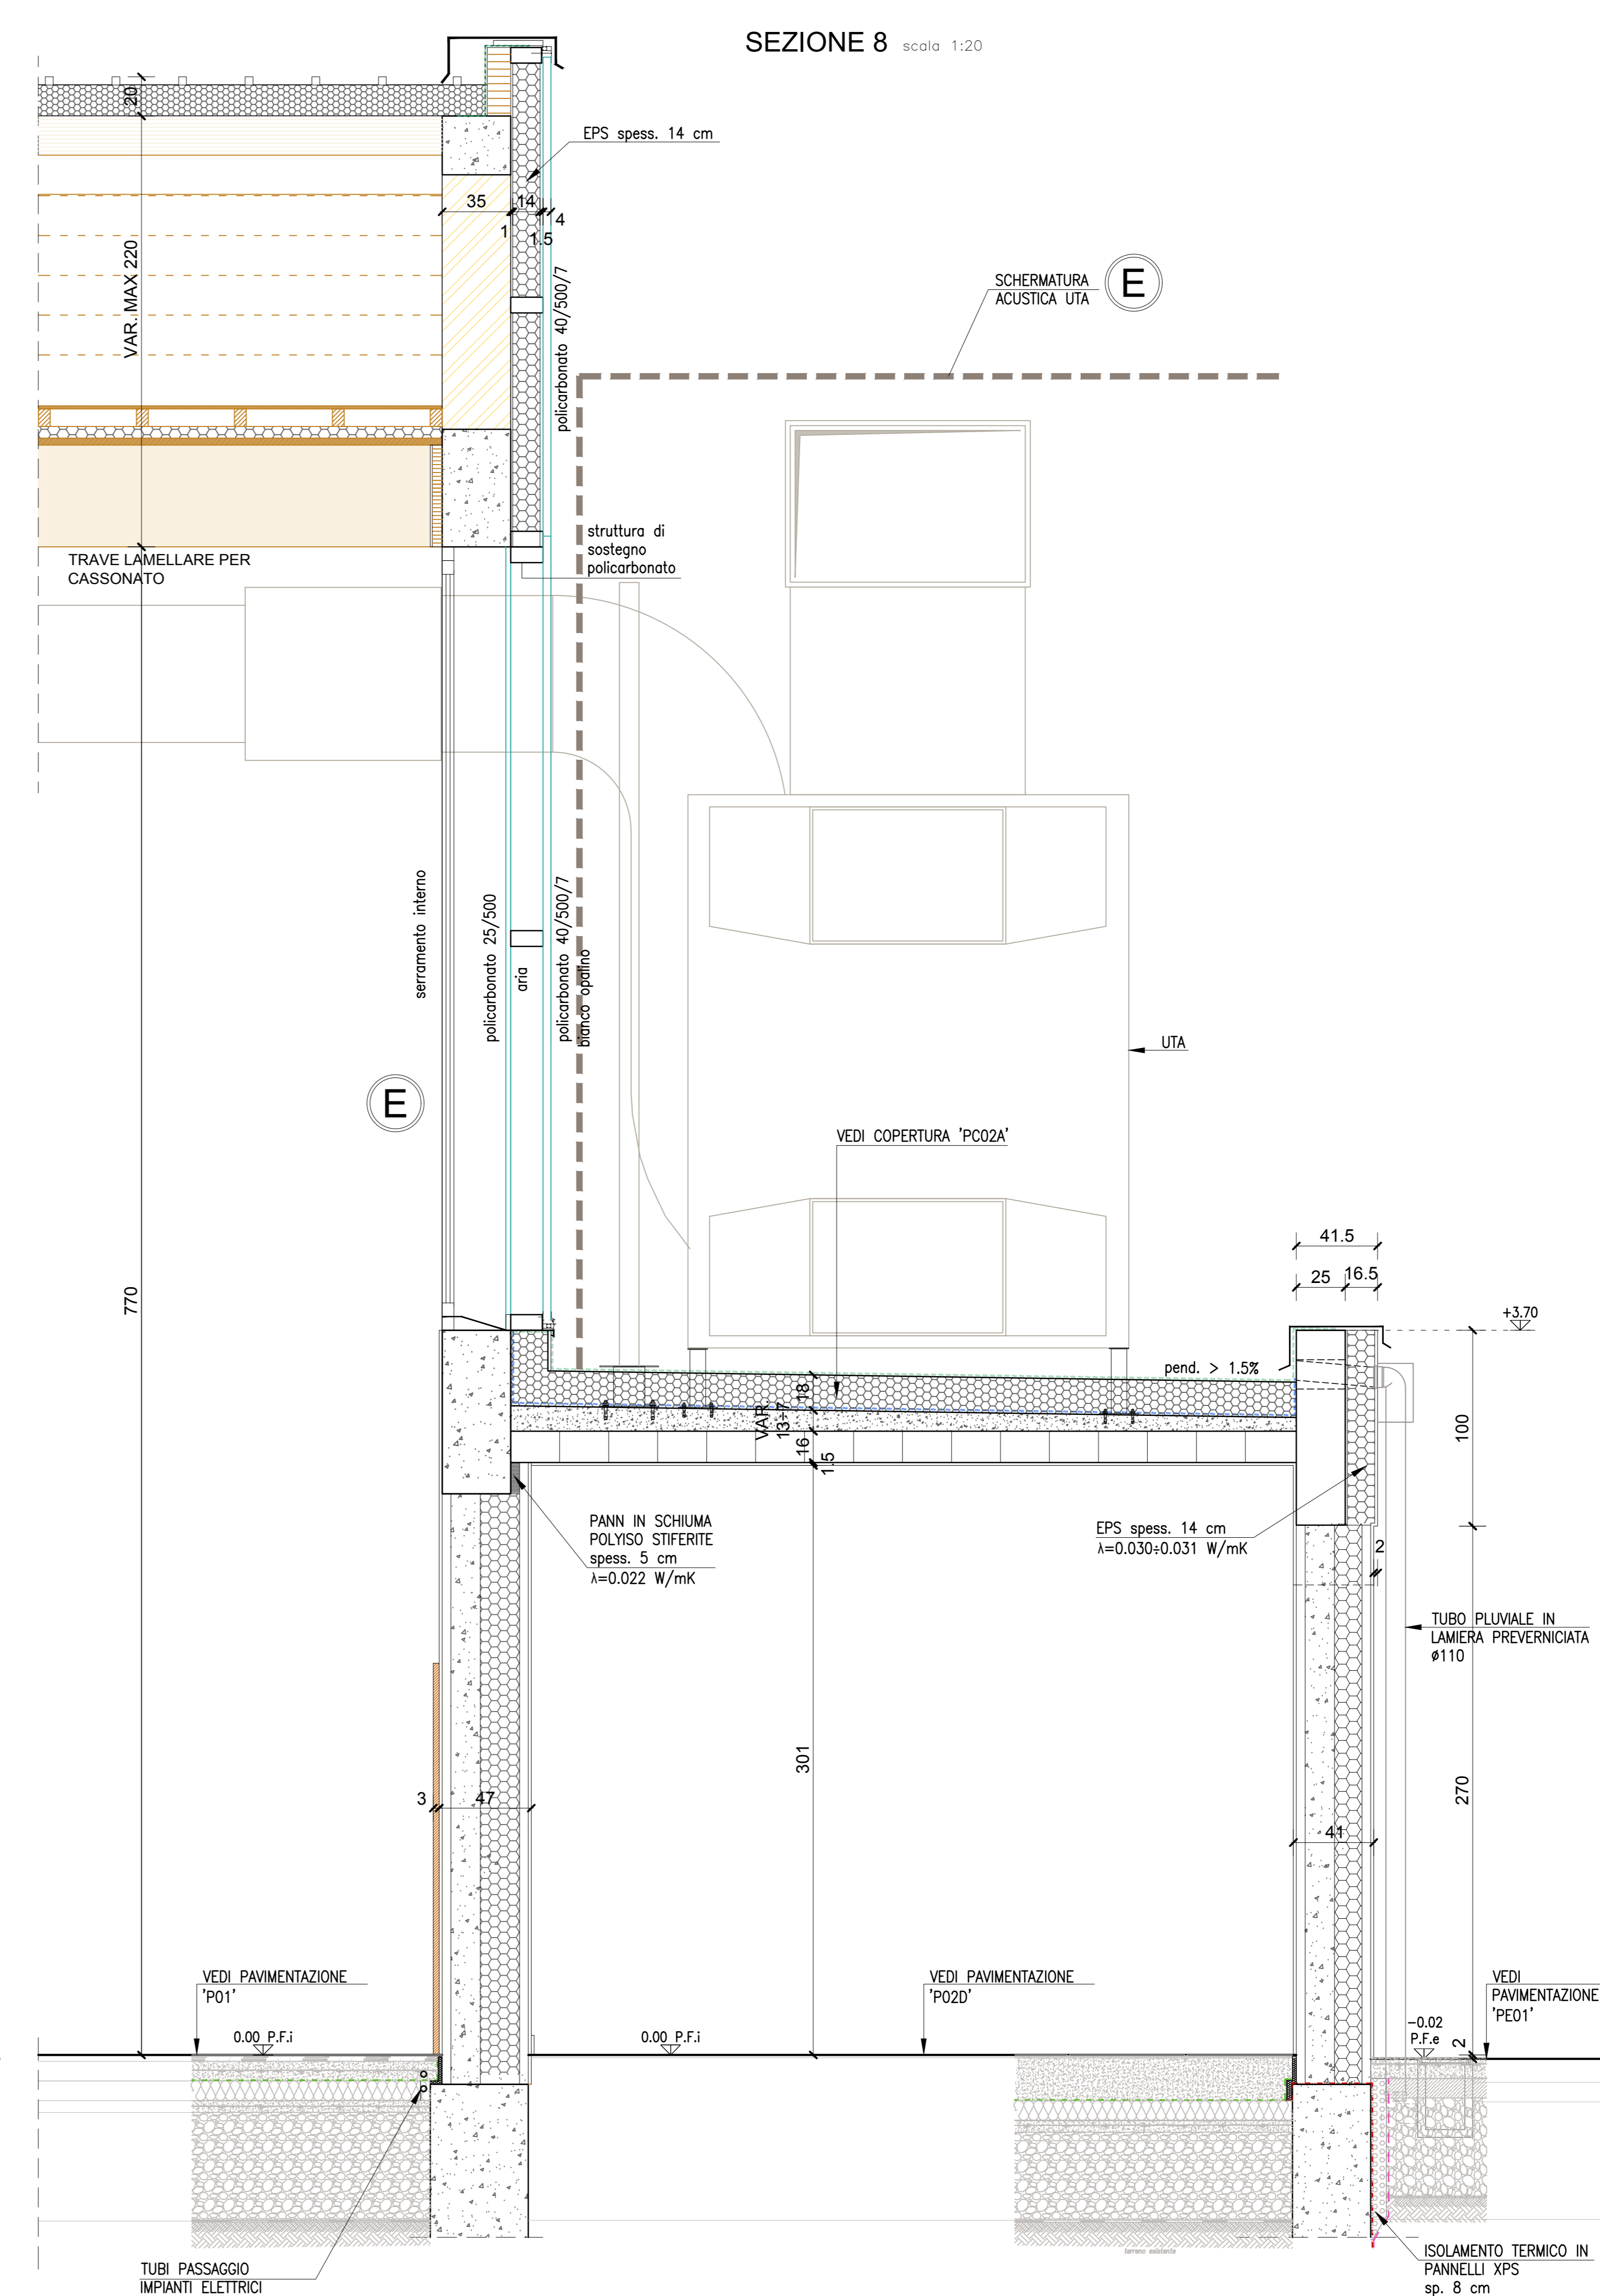 SEZIONE 8 scala 1:20
20
EPS spess. 14 cm
35
14
4
1
1.5
VAR. MAX 220
policarbonato 40/500/7
SCHERMATURA
ACUSTICA UTA
E
struttura di
sostegno
policarbonato
TRAVE LAMELLARE PER
CASSONATO
serramento interno
policarbonato 25/500
aria
policarbonato 40/500/7
bianco opalino
UTA
E
VEDI COPERTURA 'PC02A'
770
41.5
25
16.5
+3.70
pend. > 1.5%
18
VAR
13÷7
16
1.5
100
PANN IN SCHIUMA
POLYISO STIFERITE
spess. 5 cm
λ=0.022 W/mK
EPS spess. 14 cm
λ=0.030÷0.031 W/mK
2
TUBO PLUVIALE IN
LAMIERA PREVERNICIATA
ø110
301
270
3
47
41
VEDI PAVIMENTAZIONE
'P01'
VEDI PAVIMENTAZIONE
'P02D'
VEDI
PAVIMENTAZIONE
'PE01'
0.00 P.F.i
0.00 P.F.i
-0.02
P.F.e
2
terreno esistente
TUBI PASSAGGIO
IMPIANTI ELETTRICI
ISOLAMENTO TERMICO IN
PANNELLI XPS
sp. 8 cm